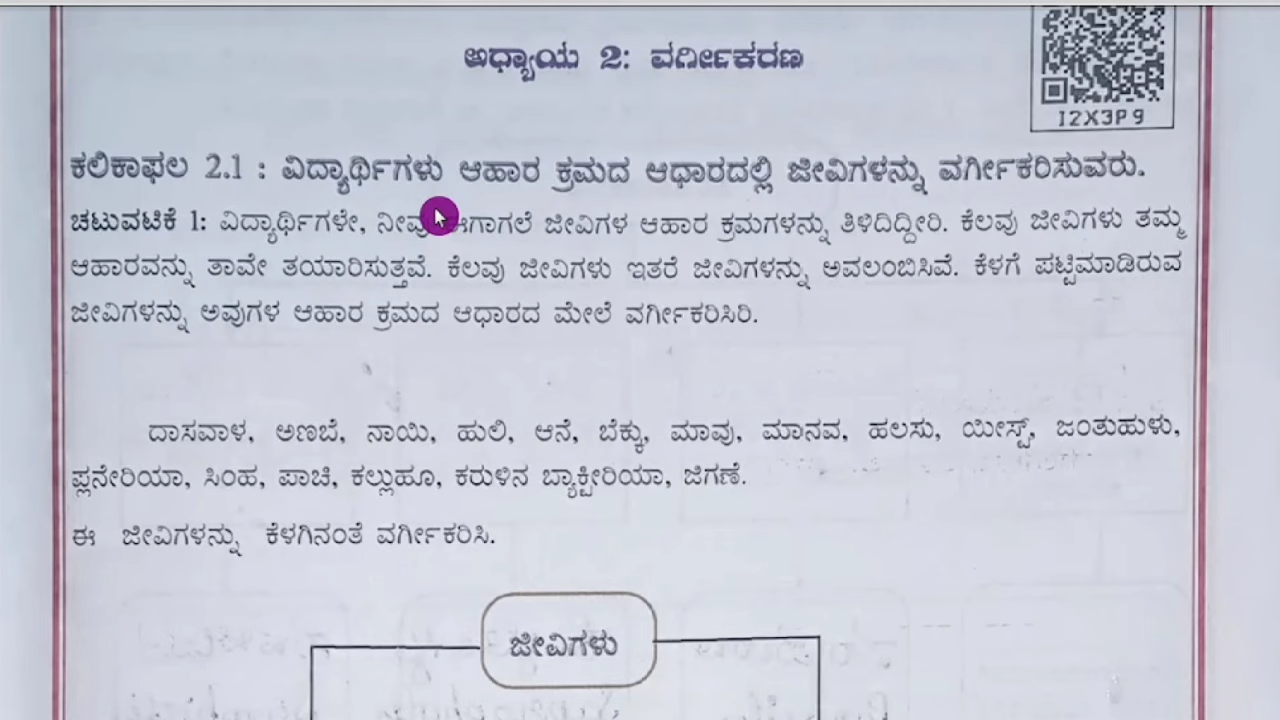 ಅಧ್ಯಾಯ 2: ವರ್ಗೀಕರಣ
I2X3P9
ಕಲಿಕಾಫಲ 2.1 : ವಿದ್ಯಾರ್ಥಿಗಳು ಆಹಾರ ಕ್ರಮದ ಆಧಾರದಲ್ಲಿ ಜೀವಿಗಳನ್ನು ವರ್ಗೀಕರಿಸುವರು.
ಚಟುವಟಿಕೆ 1: ವಿದ್ಯಾರ್ಥಿಗಳೇ, ನೀವು ಈಗಾಗಲೆ ಜೀವಿಗಳ ಆಹಾರ ಕ್ರಮಗಳನ್ನು ತಿಳಿದಿದ್ದೀರಿ. ಕೆಲವು ಜೀವಿಗಳು ತಮ್ಮ
ಆಹಾರವನ್ನು ತಾವೇ ತಯಾರಿಸುತ್ತವೆ. ಕೆಲವು ಜೀವಿಗಳು ಇತರೆ ಜೀವಿಗಳನ್ನು ಅವಲಂಬಿಸಿವೆ. ಕೆಳಗೆ ಪಟ್ಟಿಮಾಡಿರುವ
ಜೀವಿಗಳನ್ನು ಅವುಗಳ ಆಹಾರ ಕ್ರಮದ ಆಧಾರದ ಮೇಲೆ ವರ್ಗೀಕರಿಸಿರಿ.
ದಾಸವಾಳ, ಅಣಬೆ, ನಾಯಿ, ಹುಲಿ, ಆನೆ, ಬೆಕ್ಕು, ಮಾವು, ಮಾನವ, ಹಲಸು, ಯೀಸ್ಟ್, ಜಂತುಹುಳು,
ಪ್ಲನೇರಿಯಾ, ಸಿಂಹ, ಪಾಚಿ, ಕಲ್ಲುಹೂ, ಕರುಳಿನ ಬ್ಯಾಕ್ಟೀರಿಯಾ, ಜಿಗಣೆ.
ಈ ಜೀವಿಗಳನ್ನು ಕೆಳಗಿನಂತೆ ವರ್ಗೀಕರಿಸಿ.
ಜೀವಿಗಳು